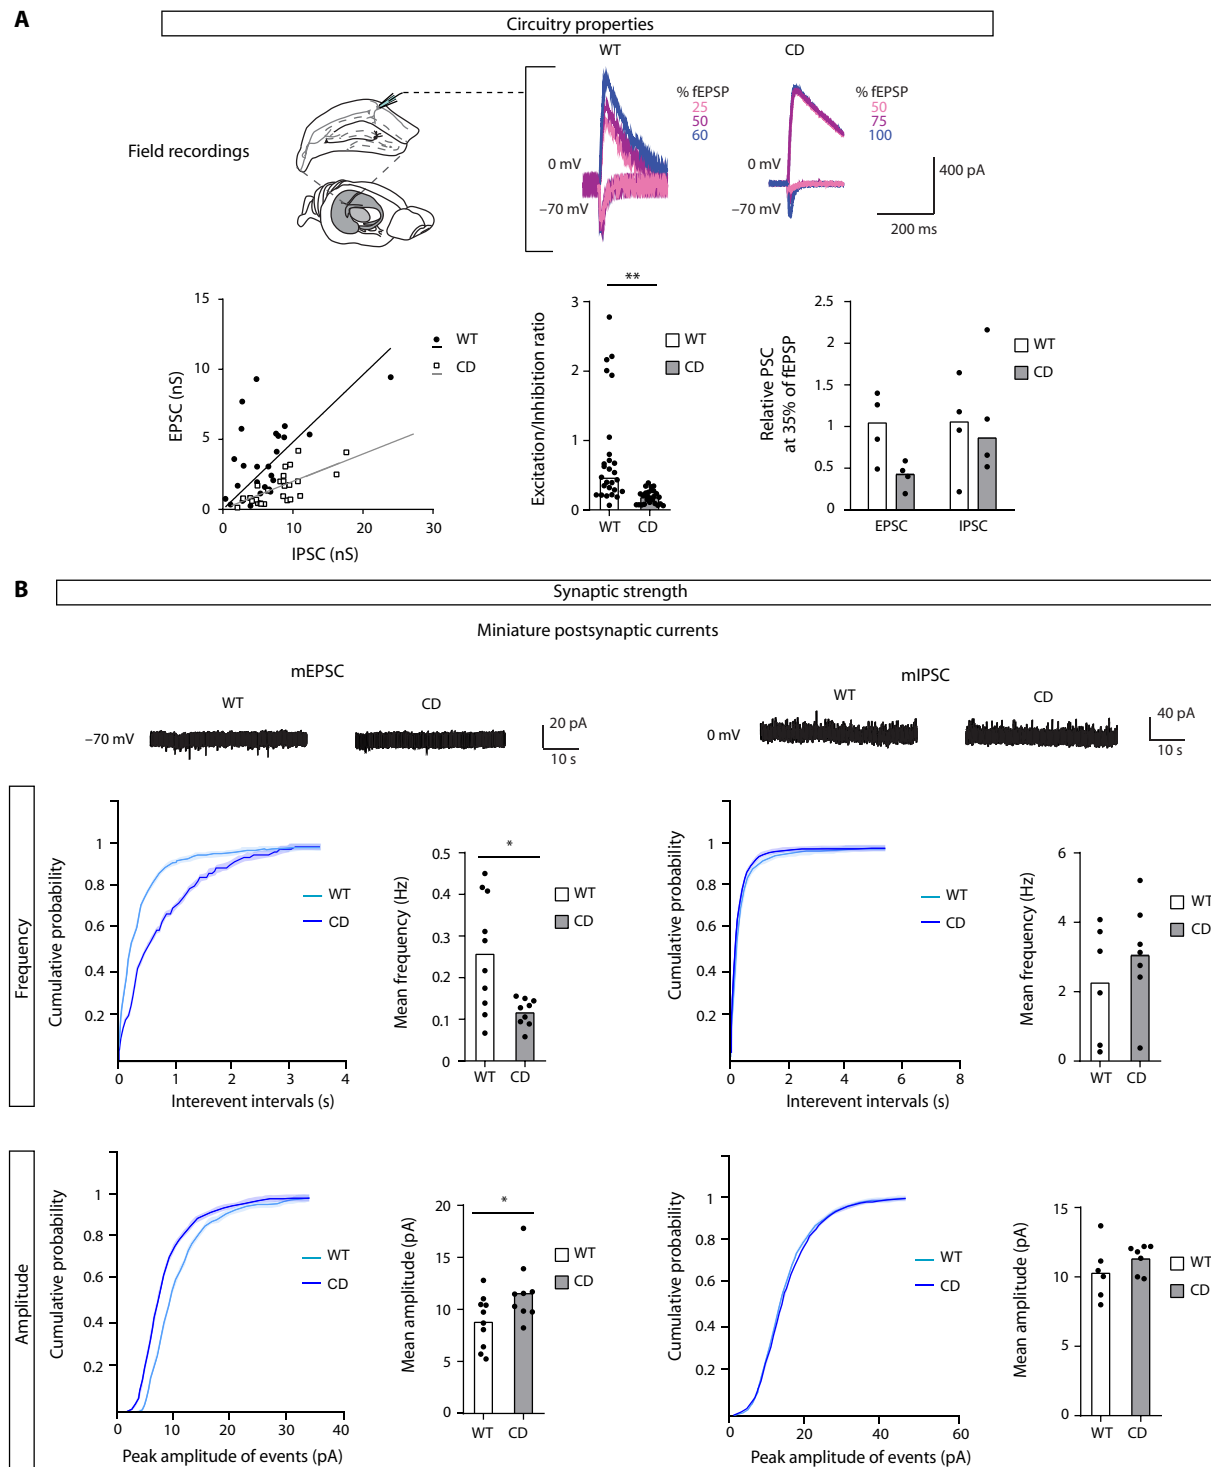 A
Circuitry properties
WT
CD
Field recordings
% fEPSP
25
50
60
% fEPSP
50
75
100
0 mV
–70 mV
0 mV
–70 mV
400 pA
200 ms
15
10
5
0
EPSC (nS)
0 10 20 30
IPSC (nS)
WT
CD
**
3
2
1
0
Excitation/Inhibition ratio
WT CD
WT
CD
2.5
2
1.5
1
0.5
0
Relative PSC
at 35% of fEPSP
EPSC IPSC
WT
CD
B
Synaptic strength
Miniature postsynaptic currents
mEPSC
WT
CD
–70 mV
20 pA
10 s
mIPSC
WT
CD
0 mV
40 pA
10 s
Frequency
Cumulative probability
1
0.8
0.6
0.4
0.2
0 1 2 3 4
Interevent intervals (s)
WT
CD
*
Mean frequency (Hz)
0.5
0.4
0.3
0.2
0.1
0
WT CD
WT
CD
Cumulative probability
1
0.8
0.6
0.4
0.2
0 2 4 6 8
Interevent intervals (s)
WT
CD
Mean frequency (Hz)
6
4
2
0
WT CD
WT
CD
Amplitude
Cumulative probability
1
0.8
0.6
0.4
0.2
0 10 20 30 40
Peak amplitude of events (pA)
WT
CD
*
Mean amplitude (pA)
20
15
10
5
0
WT CD
WT
CD
Cumulative probability
1
0.8
0.6
0.4
0.2
0 20 40 60
Peak amplitude of events (pA)
WT
CD
Mean amplitude (pA)
15
10
5
0
WT CD
WT
CD